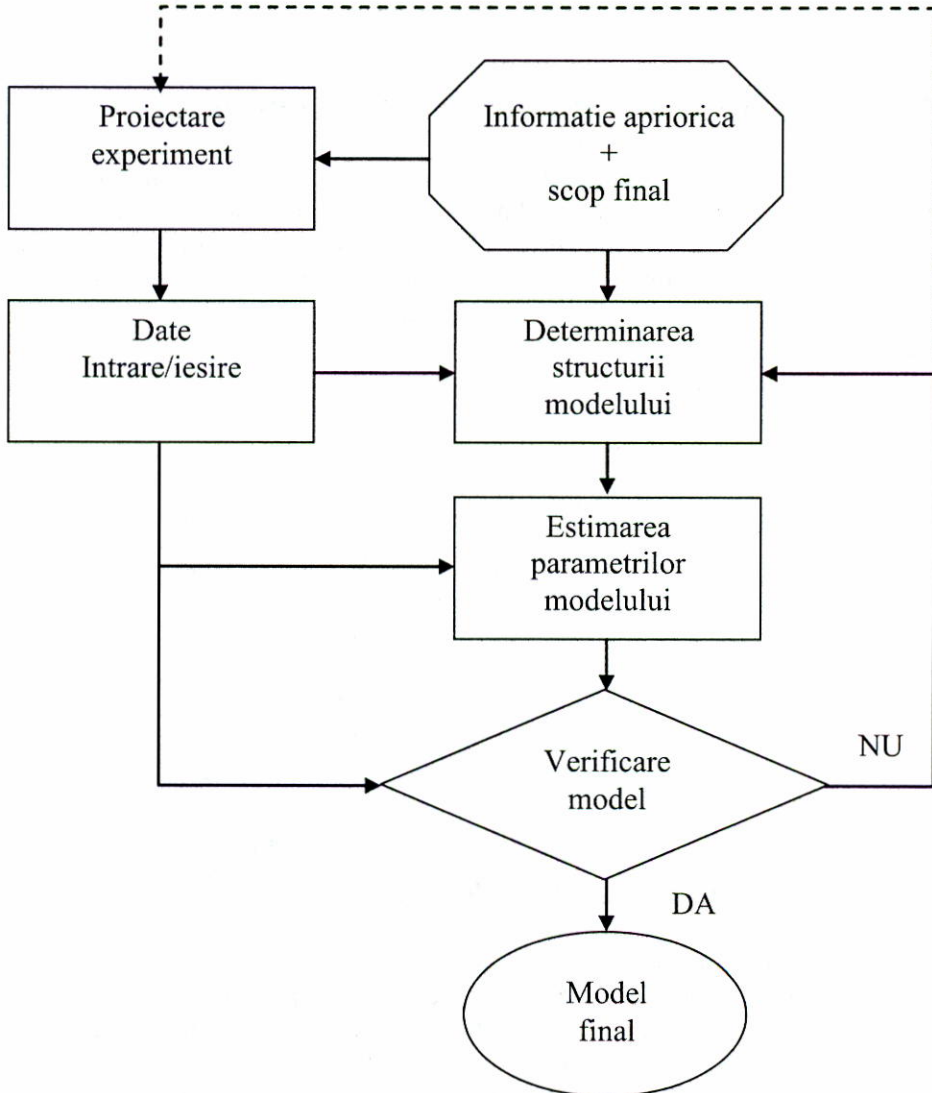 Proiectare
experiment
Informatie apriorica
+
scop final
Date
Intrare/iesire
Determinarea
structurii
modelului
Estimarea
parametrilor
modelului
Verificare
model
NU
DA
Model
final